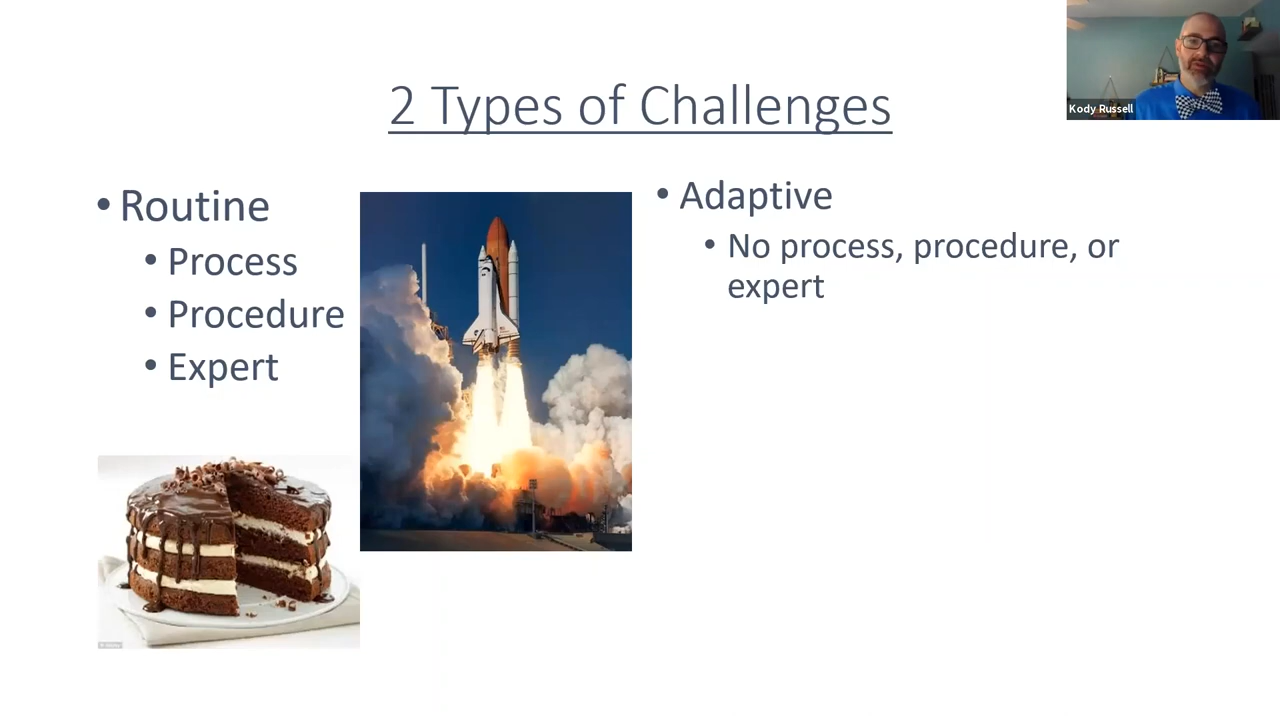 2 Types of Challenges
Kody Russell
• Routine
• Process
• Procedure
• Expert
• Adaptive
• No process, procedure, or
expert